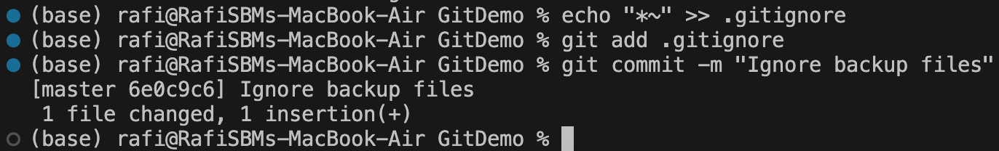 (base) rafi@RafiSBMs-MacBook-Air GitDemo % echo "*~" >> .gitignore
(base) rafi@RafiSBMs-MacBook-Air GitDemo % git add .gitignore
(base) rafi@RafiSBMs-MacBook-Air GitDemo % git commit -m "Ignore backup files"
[master 6e0c9c6] Ignore backup files
 1 file changed, 1 insertion(+)
(base) rafi@RafiSBMs-MacBook-Air GitDemo %